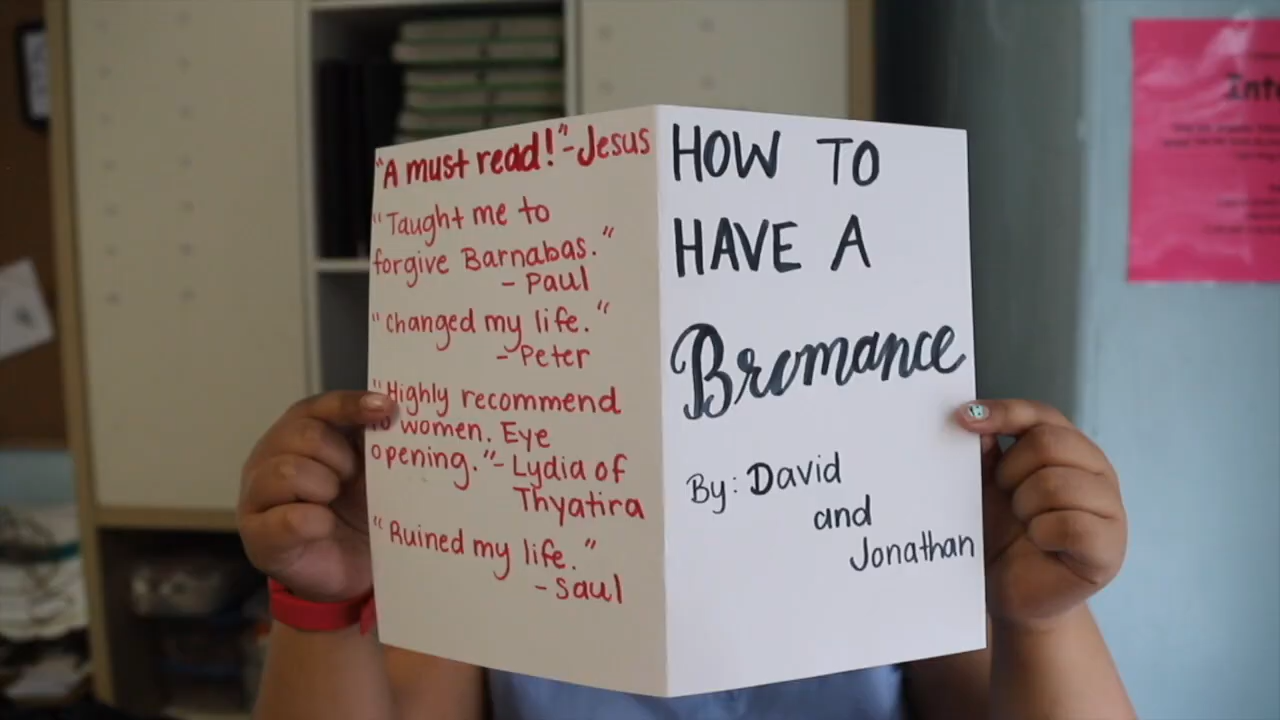 "A must read!"-Jesus
"Taught me to
forgive Barnabas."
- Paul
"Changed my life."
- Peter
"Highly recommend
to women. Eye
opening."- Lydia of
Thyatira
"Ruined my life."
- Saul
HOW TO
HAVE A
Bromance
By: David
and
Jonathan